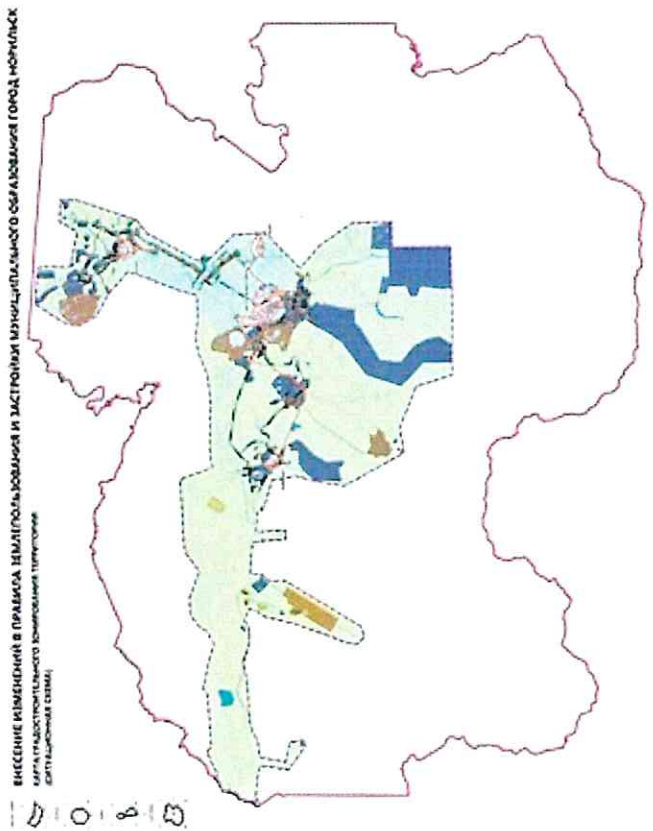 ВНЕСЕНИЕ ИЗМЕНЕНИЙ В ПРАВИЛА ЗЕМЛЕПОЛЬЗОВАНИЯ И ЗАСТРОЙКИ МУНИЦИПАЛЬНОГО ОБРАЗОВАНИЯ ГОРОД НОРИЛЬСК
КАРТА ГРАДОСТРОИТЕЛЬНОГО ЗОНИРОВАНИЯ ТЕРРИТОРИИ
(СИТУАЦИОННАЯ СХЕМА)